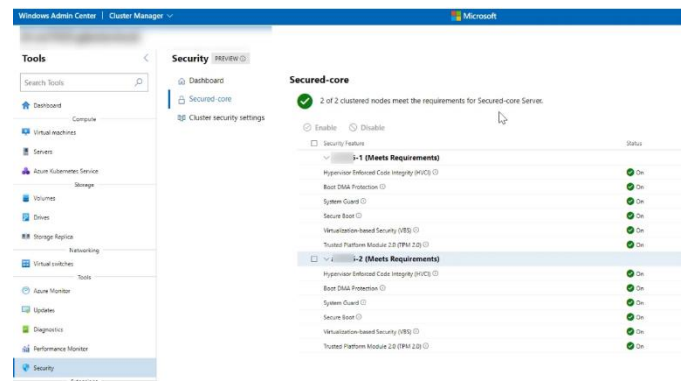 Windows Admin Center | Cluster Manager
Microsoft
Tools
Search Tools
Dashboard
Compute
Virtual machines
Servers
Azure Kubernetes Service
Storage
Volumes
Drives
Storage Replica
Networking
Virtual switches
Tools
Azure Monitor
Updates
Diagnostics
Performance Monitor
Security
Extensions
Security PREVIEW
Dashboard
Secured-core
Cluster security settings
Secured-core
2 of 2 clustered nodes meet the requirements for Secured-core Server.
Enable Disable
Security Feature Status
-1 (Meets Requirements)
Hypervisor Enforced Code Integrity (HVCI) On
Boot DMA Protection On
System Guard On
Secure Boot On
Virtualization-based Security (VBS) On
Trusted Platform Module 2.0 (TPM 2.0) On
-2 (Meets Requirements)
Hypervisor Enforced Code Integrity (HVCI) On
Boot DMA Protection On
System Guard On
Secure Boot On
Virtualization-based Security (VBS) On
Trusted Platform Module 2.0 (TPM 2.0) On